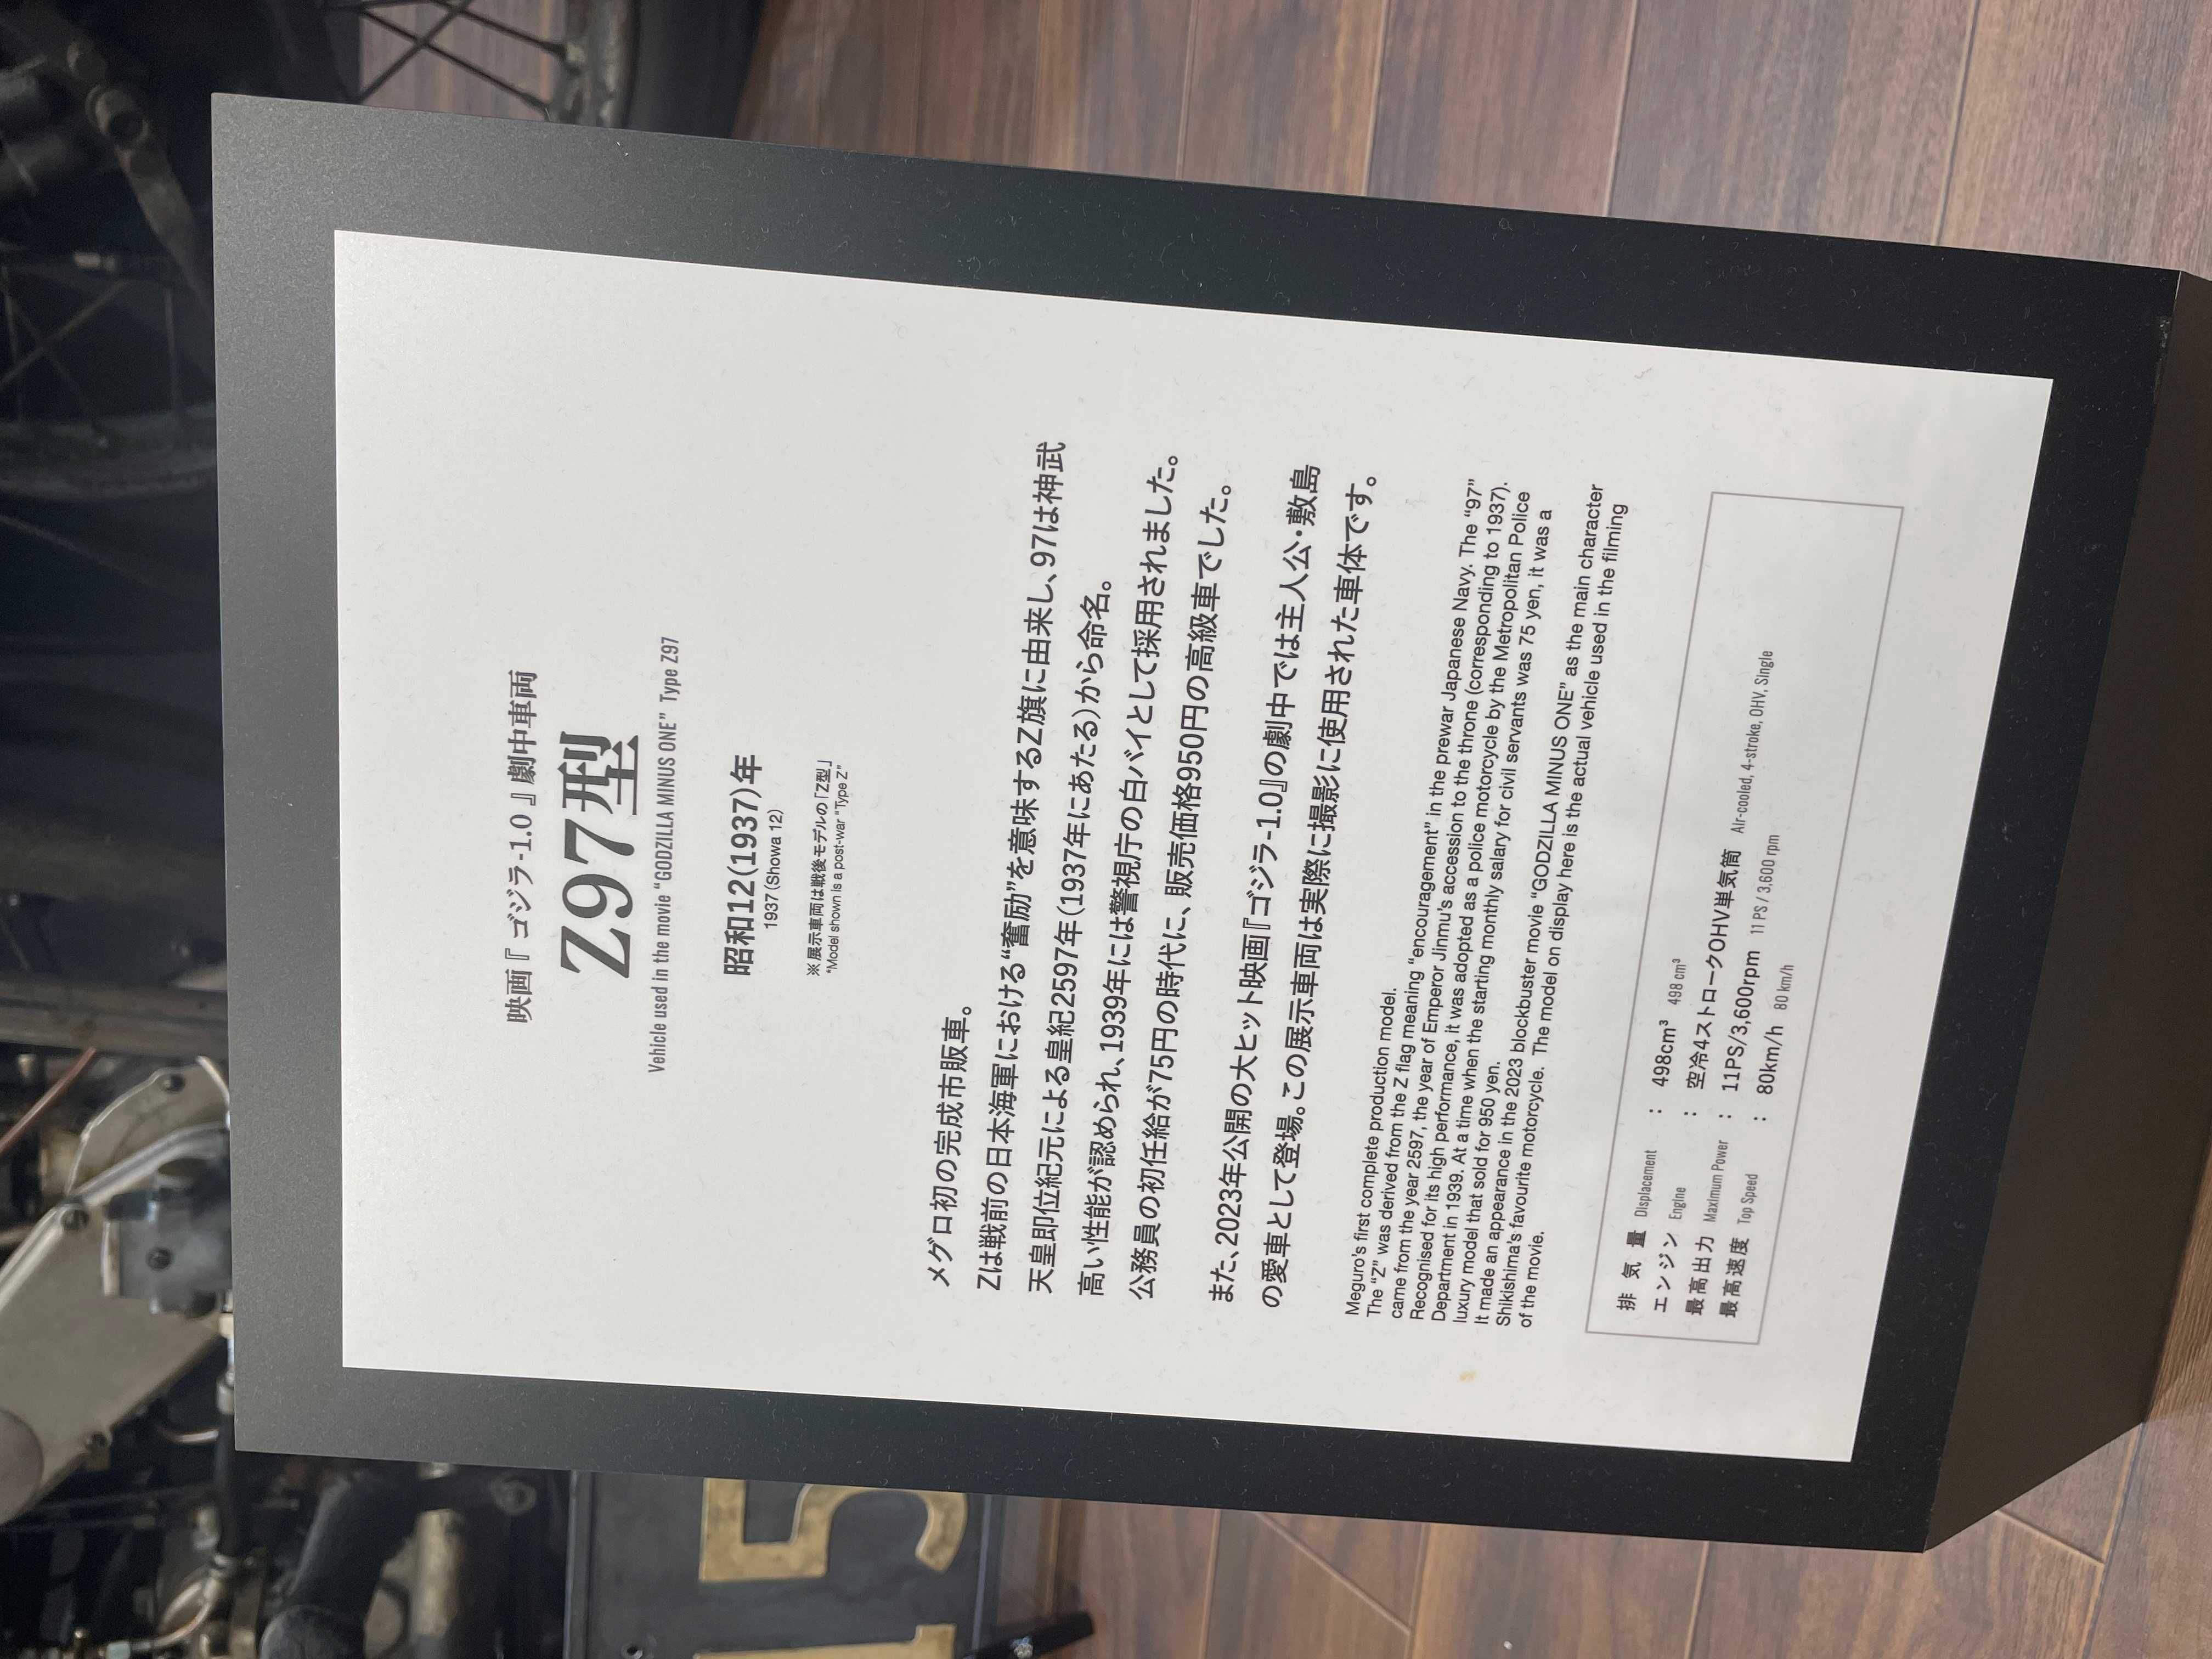 映画『ゴジラ-1.0』劇中車両
Z97型
Vehicle used in the movie “GODZILLA MINUS ONE” Type Z97
昭和12(1937)年
1937(Showa 12)
※展示車両は戦後モデルの「Z型」
*Model shown is a post-war “Type Z”
メグロ初の完成市販車。
Zは戦前の日本海軍における“奮励”を意味するZ旗に由来し、97は神武
天皇即位紀元による皇紀2597年(1937年にあたる)から命名。
高い性能が認められ、1939年には警視庁の白バイとして採用されました。
公務員の初任給が75円の時代に、販売価格950円の高級車でした。
また、2023年公開の大ヒット映画『ゴジラ-1.0』の劇中では主人公・敷島
の愛車として登場。この展示車両は実際に撮影に使用された車体です。
Meguro’s first complete production model.
The “Z” was derived from the Z flag meaning “encouragement” in the prewar Japanese Navy. The “97”
came from the year 2597, the year of Emperor Jinmu’s accession to the throne (corresponding to 1937).
Recognised for its high performance, it was adopted as a police motorcycle by the Metropolitan Police
Department in 1939. At a time when the starting monthly salary for civil servants was 75 yen, it was a
luxury model that sold for 950 yen.
It made an appearance in the 2023 blockbuster movie “GODZILLA MINUS ONE” as the main character
Shikishima’s favourite motorcycle. The model on display here is the actual vehicle used in the filming
of the movie.
排気量 Displacement : 498cm³ 498 cm³
エンジン Engine : 空冷4ストロークOHV単気筒 Air-cooled, 4-stroke, OHV, Single
最高出力 Maximum Power : 11PS/3,600rpm 11 PS / 3,600 rpm
最高速度 Top Speed : 80km/h 80 km/h
15